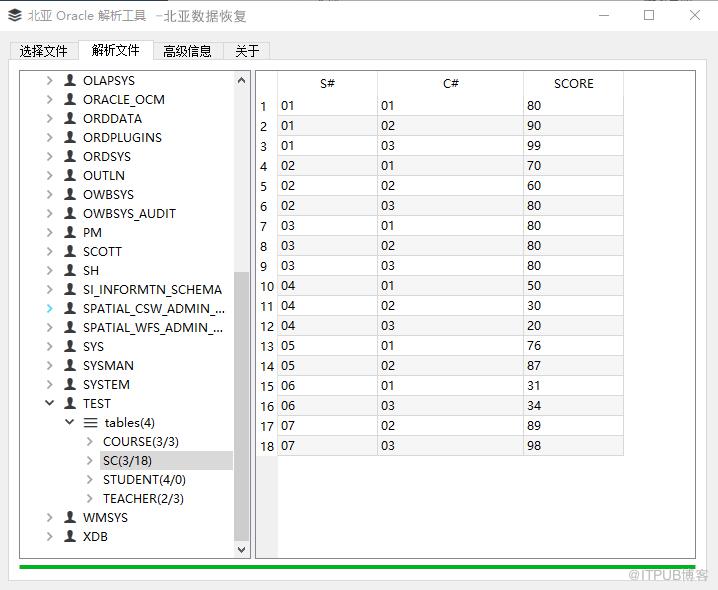 北亚 Oracle 解析工具 -北亚数据恢复
选择文件 解析文件 高级信息 关于
OLAPSYS
ORACLE_OCM
ORDDATA
ORDPLUGINS
ORDSYS
OUTLN
OWBSYS
OWBSYS_AUDIT
PM
SCOTT
SH
SI_INFORMTN_SCHEMA
SPATIAL_CSW_ADMIN_...
SPATIAL_WFS_ADMIN_...
SYS
SYSMAN
SYSTEM
TEST
tables(4)
COURSE(3/3)
SC(3/18)
STUDENT(4/0)
TEACHER(2/3)
WMSYS
XDB
S# C# SCORE
1 01 01 80
2 01 02 90
3 01 03 99
4 02 01 70
5 02 02 60
6 02 03 80
7 03 01 80
8 03 02 80
9 03 03 80
10 04 01 50
11 04 02 30
12 04 03 20
13 05 01 76
14 05 02 87
15 06 01 31
16 06 03 34
17 07 02 89
18 07 03 98
@ITPUB博客